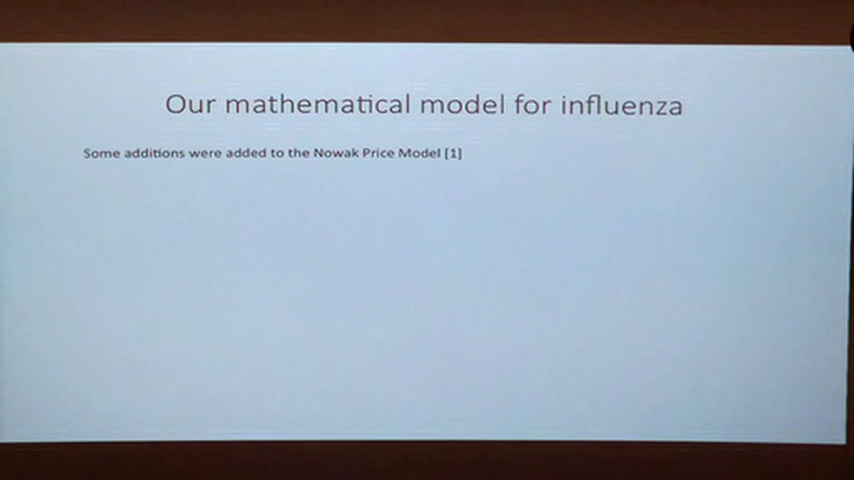 Our mathematical model for influenza
Some additions were added to the Nowak Price Model [1]